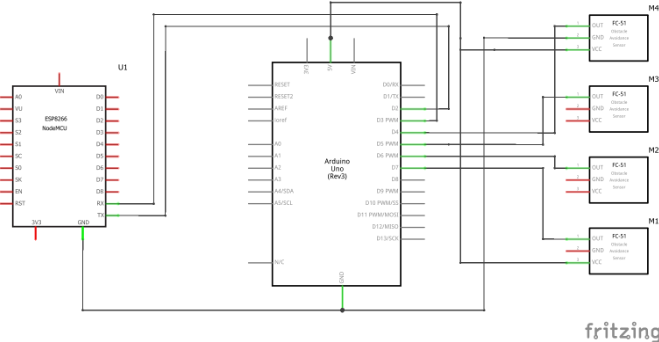 M4
FC-51
Obstacle
Avoidance
Sensor
OUT
GND
VCC
M3
FC-51
Obstacle
Avoidance
Sensor
OUT
GND
VCC
M2
FC-51
Obstacle
Avoidance
Sensor
OUT
GND
VCC
M1
FC-51
Obstacle
Avoidance
Sensor
OUT
GND
VCC
U1
VIN
ESP8266
NodeMCU
A0
VU
S3
S2
S1
SC
S0
SK
EN
RST
D0
D1
D2
D3
D4
D5
D6
D7
D8
RX
TX
3V3
GND
3V3
5V
VIN
RESET
RESET2
AREF
ioref
A0
A1
A2
A3
A4/SDA
A5/SCL
N/C
Arduino
Uno
(Rev3)
D0/RX
D1/TX
D2
D3 PWM
D4
D5 PWM
D6 PWM
D7
D8
D9 PWM
D10 PWM/SS
D11 PWM/MOSI
D12/MISO
D13/SCK
GND
fritzing